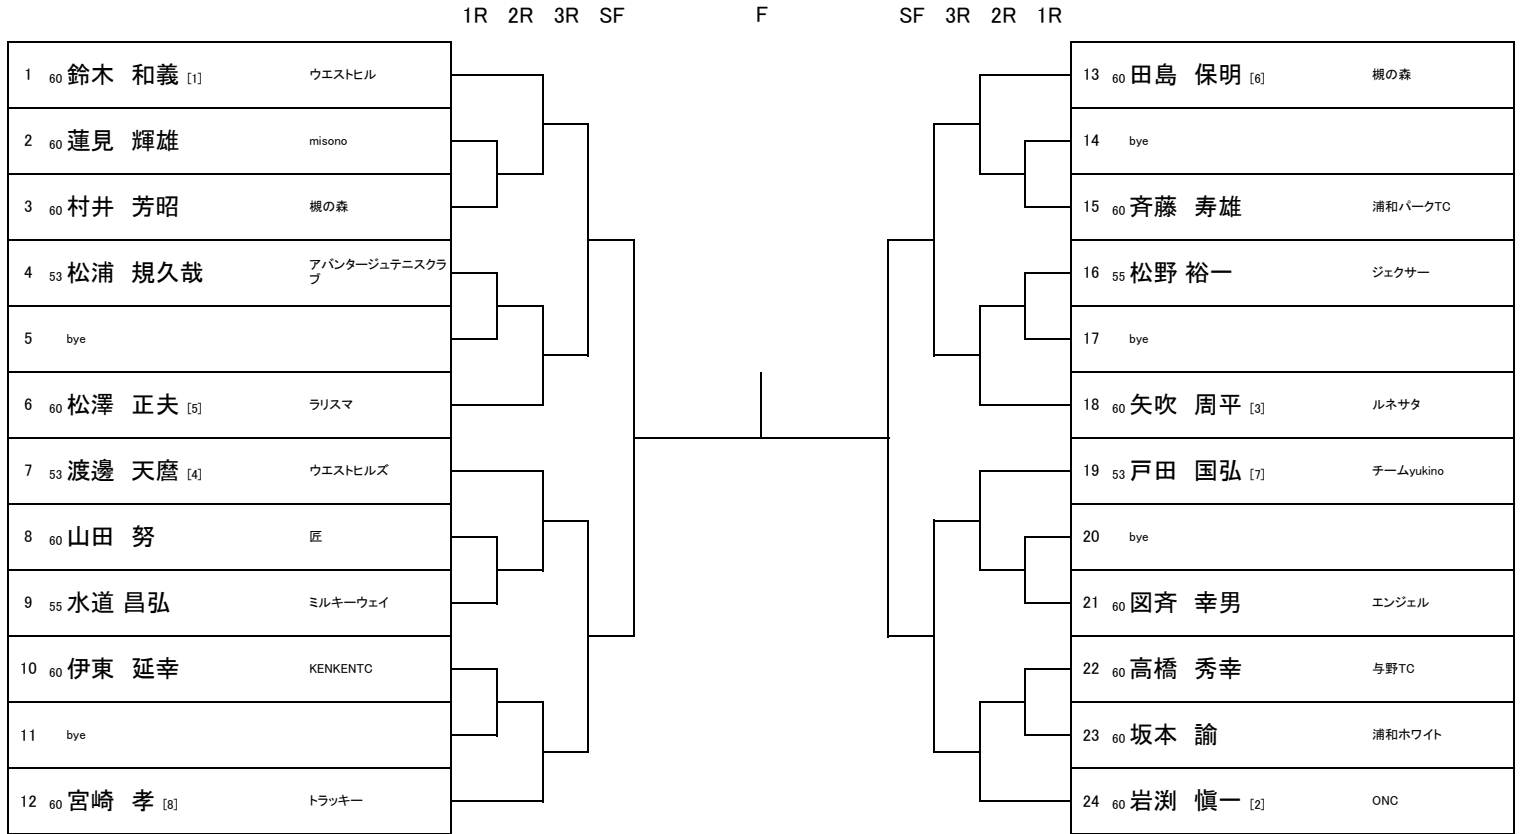 1R 2R 3R SF F SF 3R 2R 1R
1 60 鈴木 和義 [1] ウエストヒル
2 60 蓮見 輝雄 misono
3 60 村井 芳昭 槻の森
4 53 松浦 規久哉 アバンタージュテニスクラ
ブ
5 bye
6 60 松澤 正夫 [5] ラリスマ
7 53 渡邊 天麿 [4] ウエストヒルズ
8 60 山田 努 匠
9 55 水道 昌弘 ミルキーウェイ
10 60 伊東 延幸 KENKENTC
11 bye
12 60 宮崎 孝 [8] トラッキー
13 60 田島 保明 [6] 槻の森
14 bye
15 60 斉藤 寿雄 浦和パークTC
16 55 松野 裕一 ジェクサー
17 bye
18 60 矢吹 周平 [3] ルネサタ
19 53 戸田 国弘 [7] チームyukino
20 bye
21 60 図斉 幸男 エンジェル
22 60 高橋 秀幸 与野TC
23 60 坂本 諭 浦和ホワイト
24 60 岩渕 愼一 [2] ONC